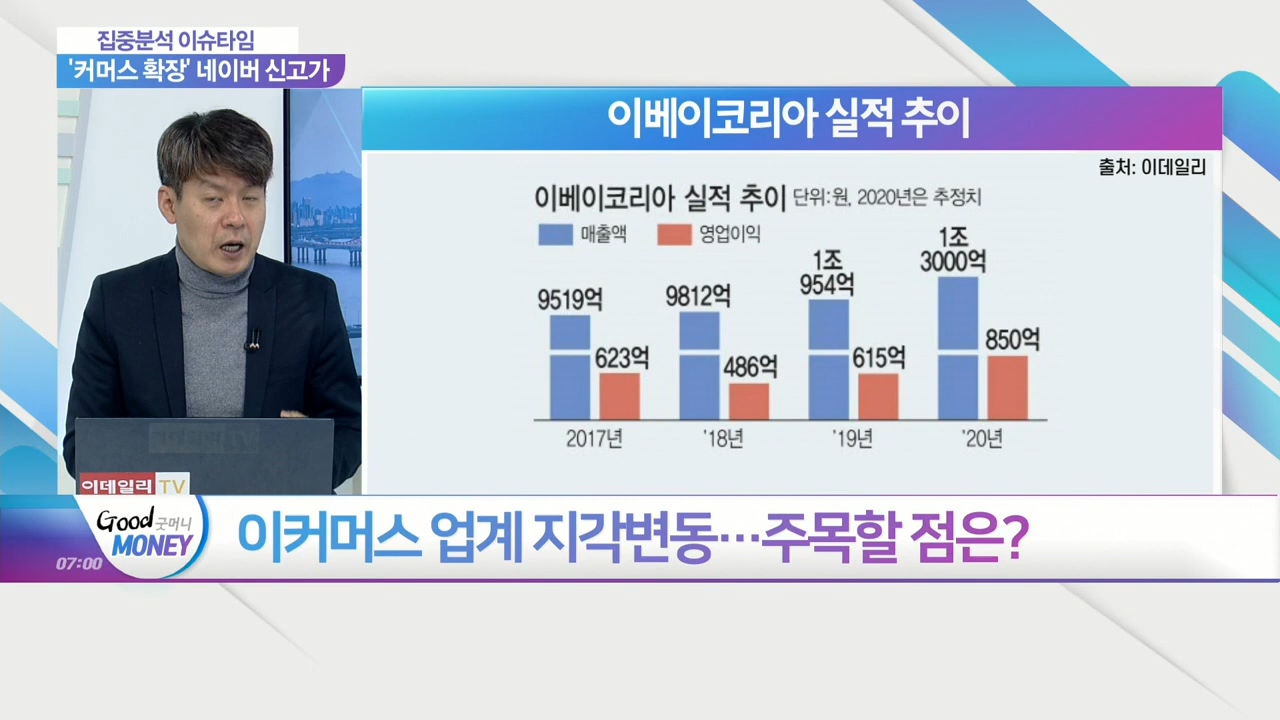 집중분석 이슈타임
'커머스 확장' 네이버 신고가
이베이코리아 실적 추이
출처: 이데일리
이베이코리아 실적 추이 단위:원, 2020년은 추정치
매출액 영업이익
9519억
623억
2017년
9812억
486억
'18년
1조
954억
615억
'19년
1조
3000억
850억
'20년
이데일리 TV
이데일리 TV
Good 굿머니
MONEY
07:00
이커머스 업계 지각변동…주목할 점은?